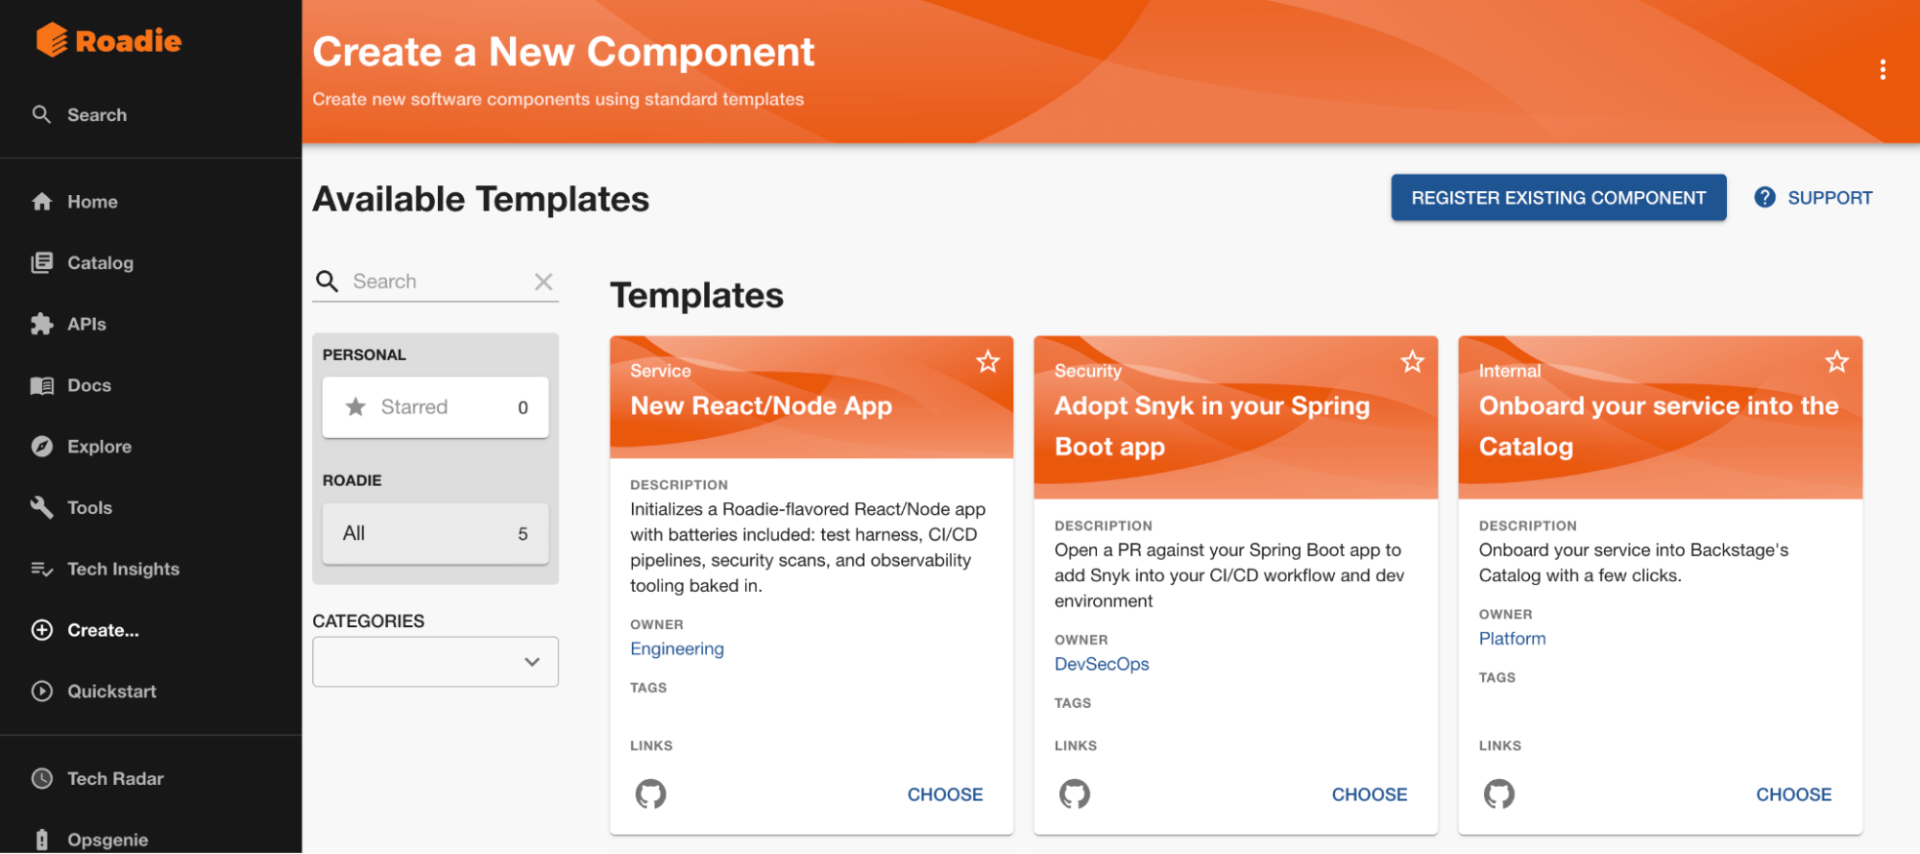 Roadie
Search
Home
Catalog
APIs
Docs
Explore
Tools
Tech Insights
Create...
Quickstart
Tech Radar
Opsgenie
Create a New Component
Create new software components using standard templates
Available Templates
REGISTER EXISTING COMPONENT
? SUPPORT
Search
PERSONAL
Starred 0
ROADIE
All 5
CATEGORIES
Templates
Service
New React/Node App
DESCRIPTION
Initializes a Roadie-flavored React/Node app
with batteries included: test harness, CI/CD
pipelines, security scans, and observability
tooling baked in.
OWNER
Engineering
TAGS
LINKS
CHOOSE
Security
Adopt Snyk in your Spring
Boot app
DESCRIPTION
Open a PR against your Spring Boot app to
add Snyk into your CI/CD workflow and dev
environment
OWNER
DevSecOps
TAGS
LINKS
CHOOSE
Internal
Onboard your service into the
Catalog
DESCRIPTION
Onboard your service into Backstage's
Catalog with a few clicks.
OWNER
Platform
TAGS
LINKS
CHOOSE